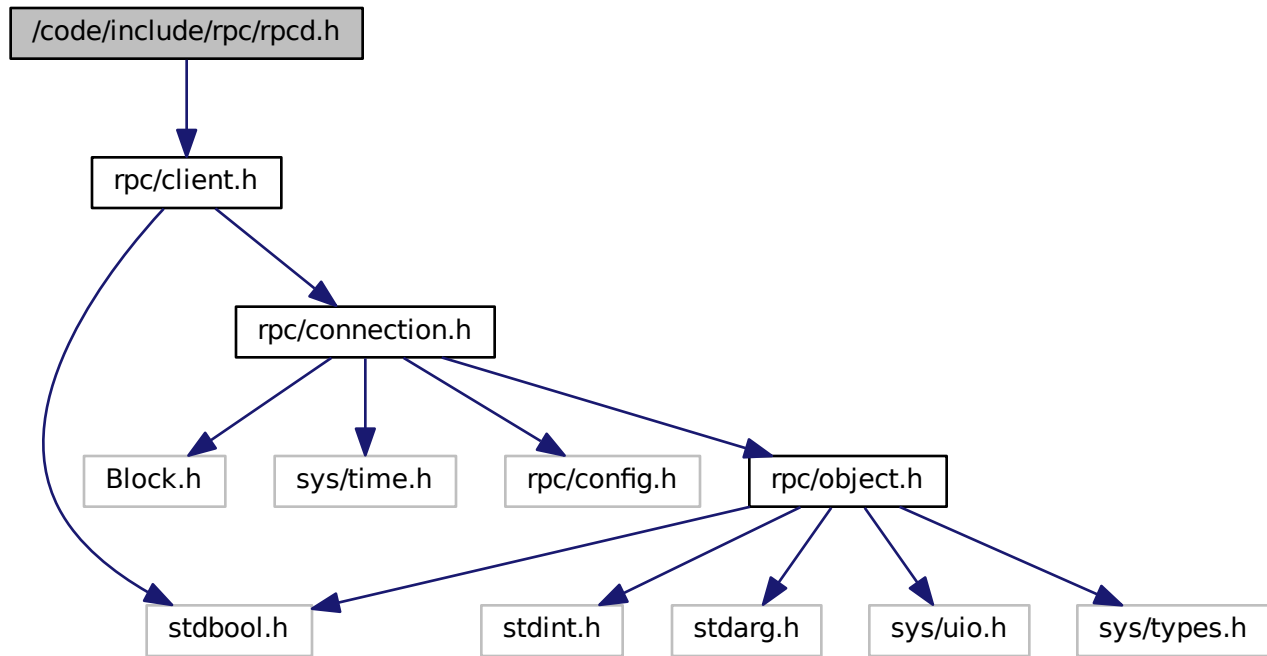 /code/include/rpc/rpcd.h
rpc/client.h
rpc/connection.h
Block.h
sys/time.h
rpc/config.h
rpc/object.h
stdbool.h
stdint.h
stdarg.h
sys/uio.h
sys/types.h